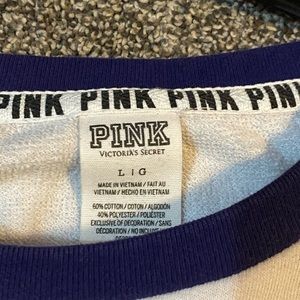 PINK PINK PINK PINK
PINK
VICTORIA'S SECRET
L | G
MADE IN VIETNAM / FAIT AU
VIETNAM / HECHO EN VIETNAM
60% COTTON / COTON / ALGODÓN
40% POLYESTER / POLIÉSTER
EXCLUSIVE OF DECORATION / SANS
DÉCORATION / NO INCLUYE